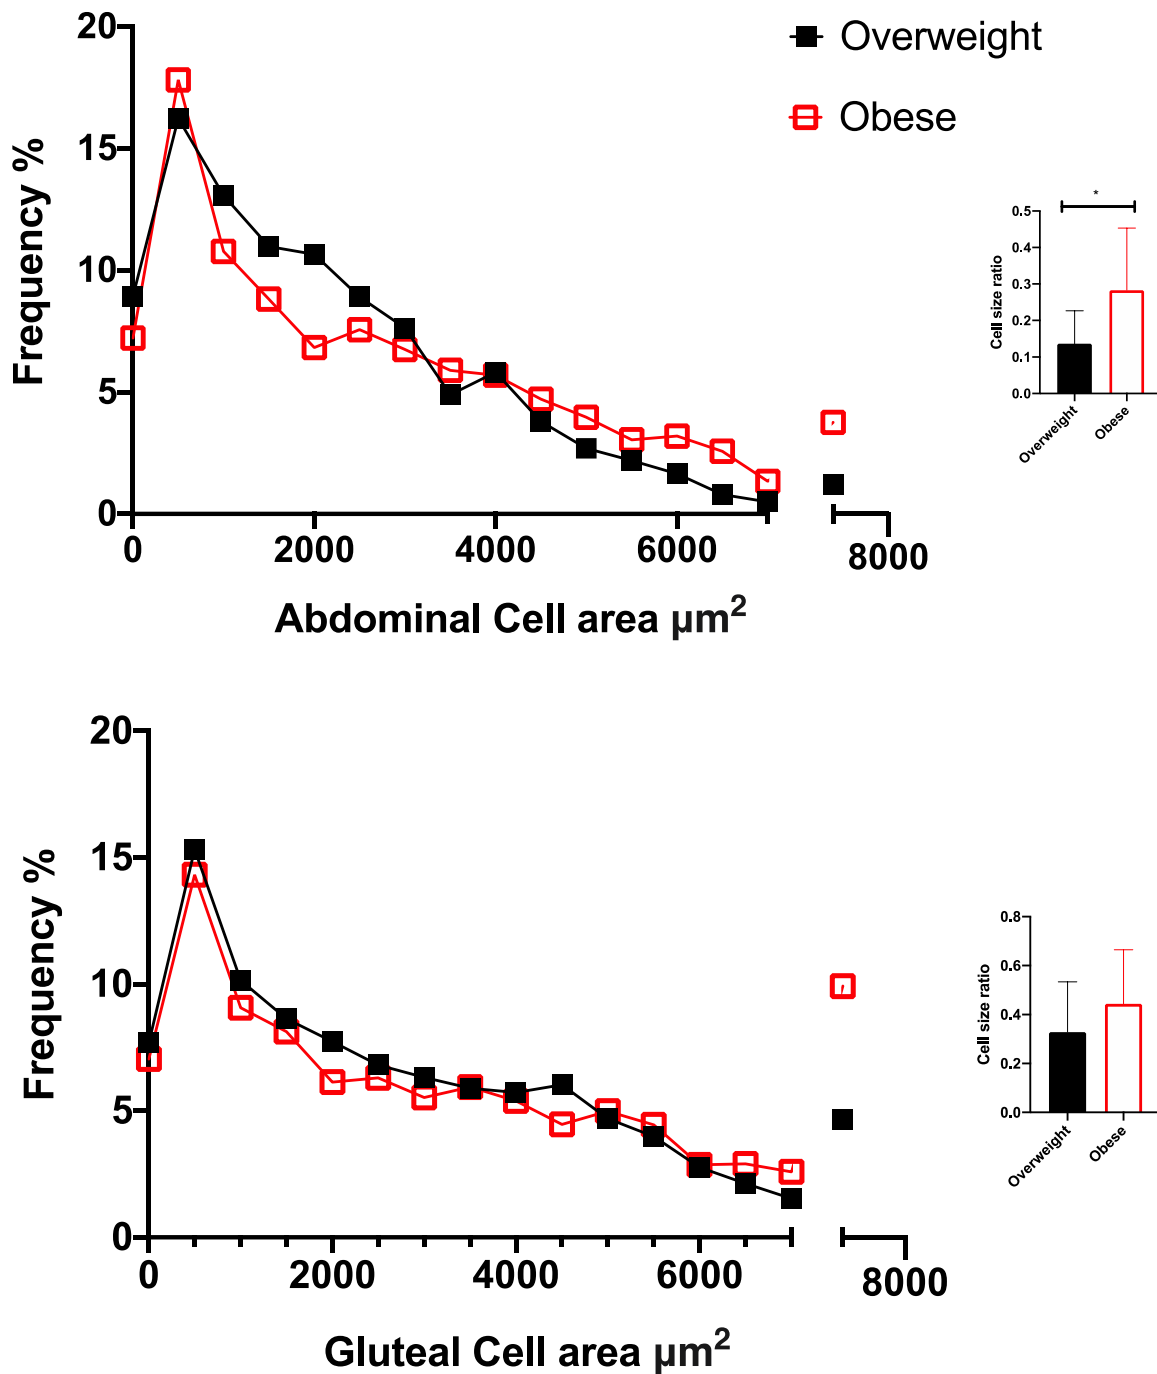 Overweight
Obese
Frequency %
20
15
10
5
0
0 2000 4000 6000 8000
Abdominal Cell area µm²
*
Cell size ratio
0.5
0.4
0.3
0.2
0.1
0.0
Overweight
Obese
Frequency %
20
15
10
5
0
0 2000 4000 6000 8000
Gluteal Cell area µm²
Cell size ratio
0.8
0.6
0.4
0.2
0.0
Overweight
Obese